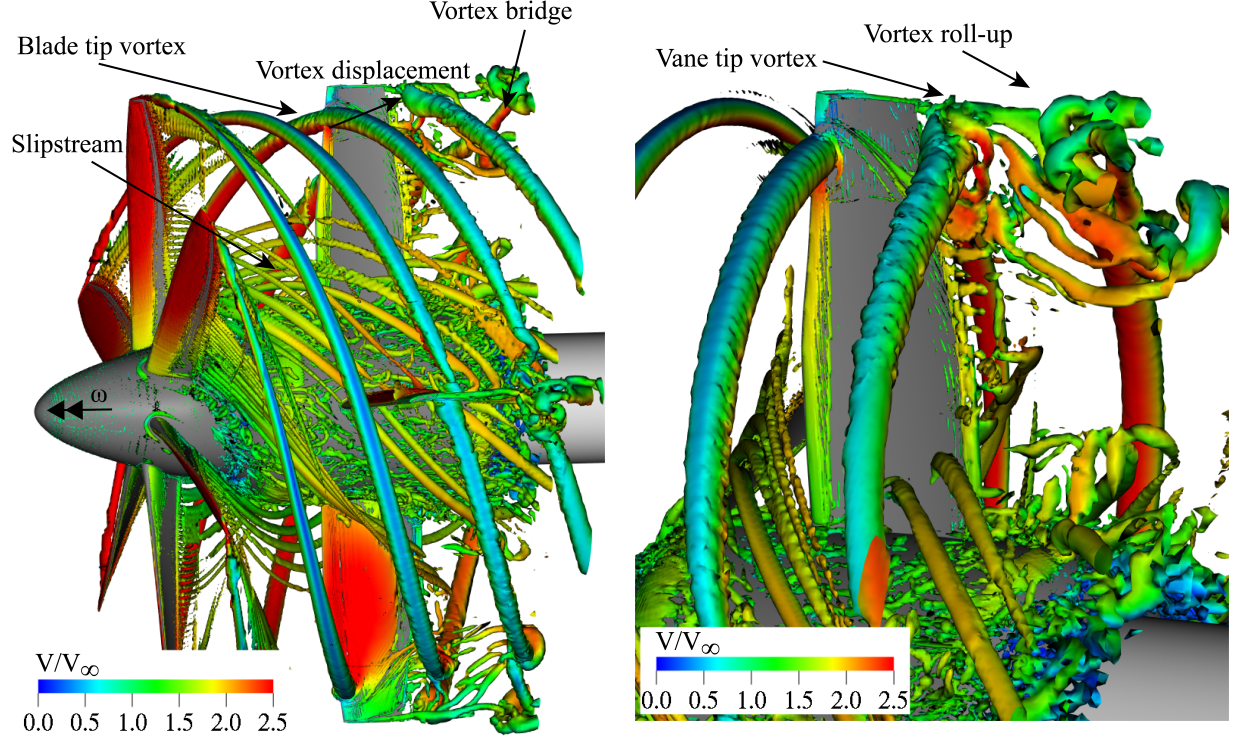 Vortex bridge
Blade tip vortex
Vortex displacement
Slipstream
ω
V/V∞
0.0 0.5 1.0 1.5 2.0 2.5
Vortex roll-up
Vane tip vortex
V/V∞
0.0 0.5 1.0 1.5 2.0 2.5